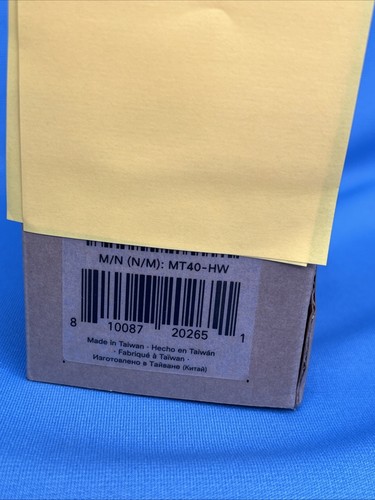 M/N (N/M): MT40-HW
8 10087 20265 1
Made in Taiwan · Hecho en Taiwán
· Fabriqué à Taïwan ·
Изготовлено в Тайване (Китай)